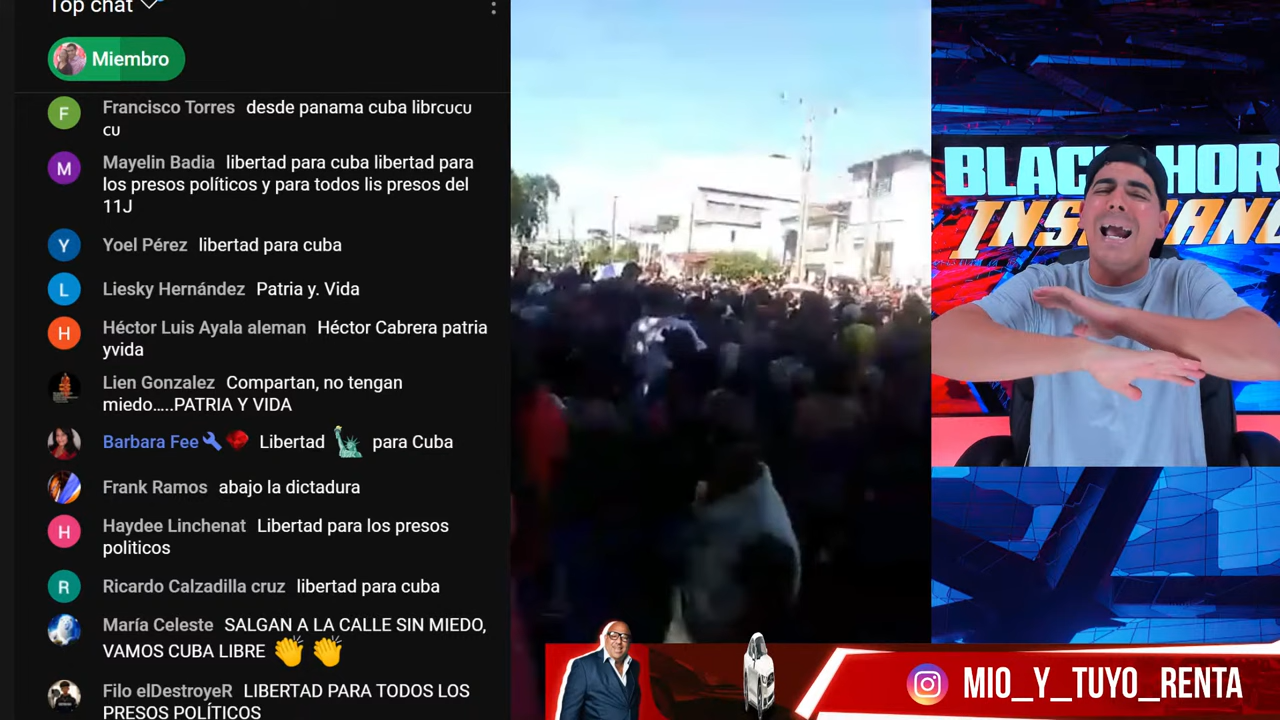 Top chat
Miembro
F
Francisco Torres desde panama cuba librcucu
cu
M
Mayelin Badia libertad para cuba libertad para
los presos políticos y para todos lis presos del
11J
Y
Yoel Pérez libertad para cuba
L
Liesky Hernández Patria y. Vida
H
Héctor Luis Ayala aleman Héctor Cabrera patria
yvida
Lien Gonzalez Compartan, no tengan
miedo.....PATRIA Y VIDA
Barbara Fee Libertad 🗽 para Cuba
Frank Ramos abajo la dictadura
H
Haydee Linchenat Libertad para los presos
politicos
R
Ricardo Calzadilla cruz libertad para cuba
María Celeste SALGAN A LA CALLE SIN MIEDO,
VAMOS CUBA LIBRE 👏 👏
Filo elDestroyeR LIBERTAD PARA TODOS LOS
PRESOS POLÍTICOS
BLAC HOR
INS ANO
MIO_Y_TUYO_RENTA